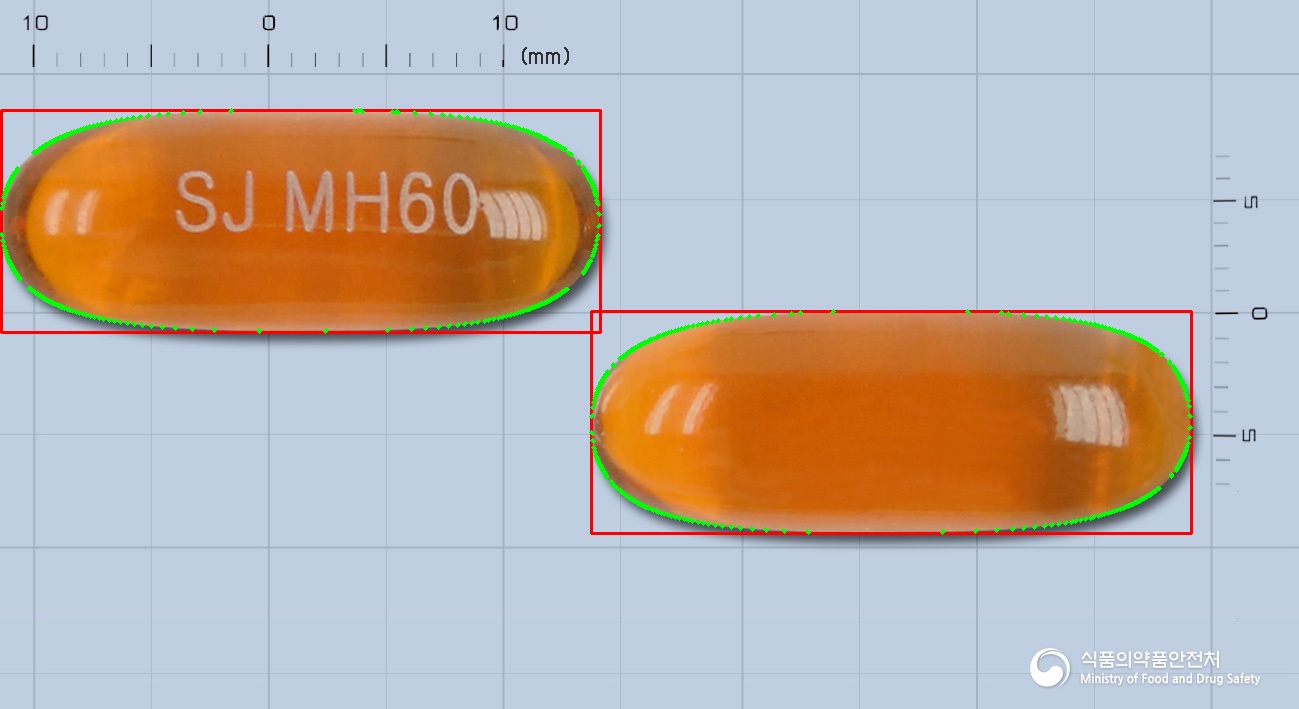 10 0 10
(mm)
SJ MH60
5
0
5
식품의약품안전처
Ministry of Food and Drug Safety